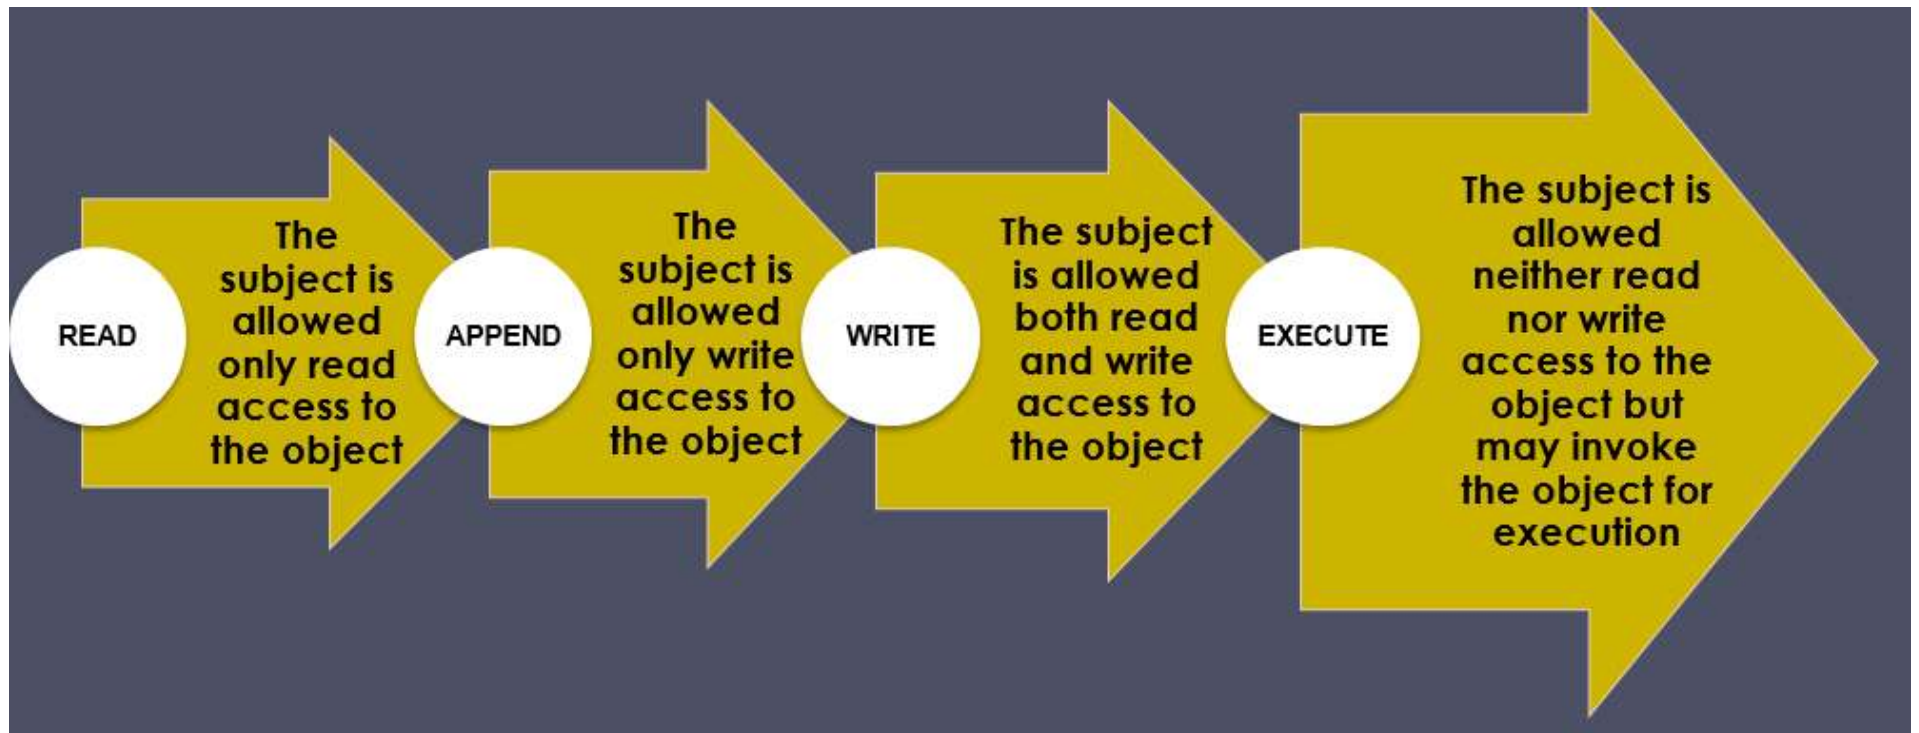 READ
The
subject is
allowed
only read
access to
the object
APPEND
The
subject is
allowed
only write
access to
the object
WRITE
The subject
is allowed
both read
and write
access to
the object
EXECUTE
The subject is
allowed
neither read
nor write
access to the
object but
may invoke
the object for
execution